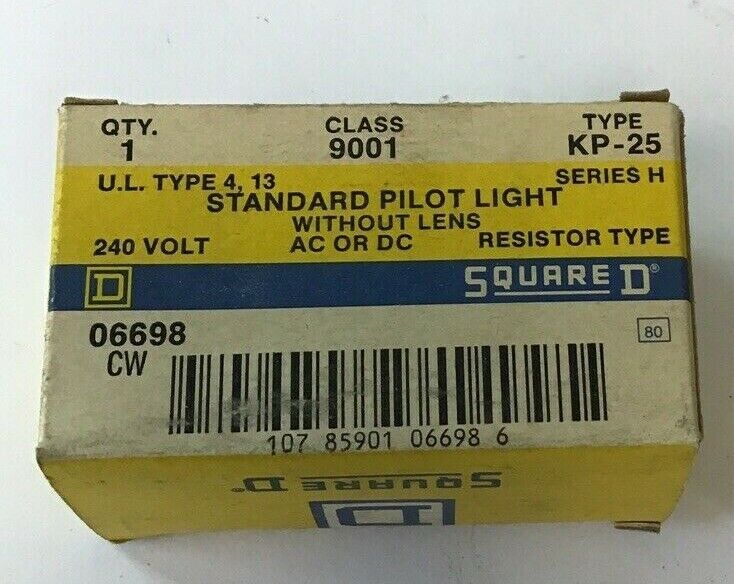 QTY. CLASS TYPE
1 9001 KP-25
U.L. TYPE 4, 13 SERIES H
STANDARD PILOT LIGHT
WITHOUT LENS
240 VOLT AC OR DC RESISTOR TYPE
D SQUARE D®
06698 80
CW
107 85901 06698 6
SQUARE D®
D